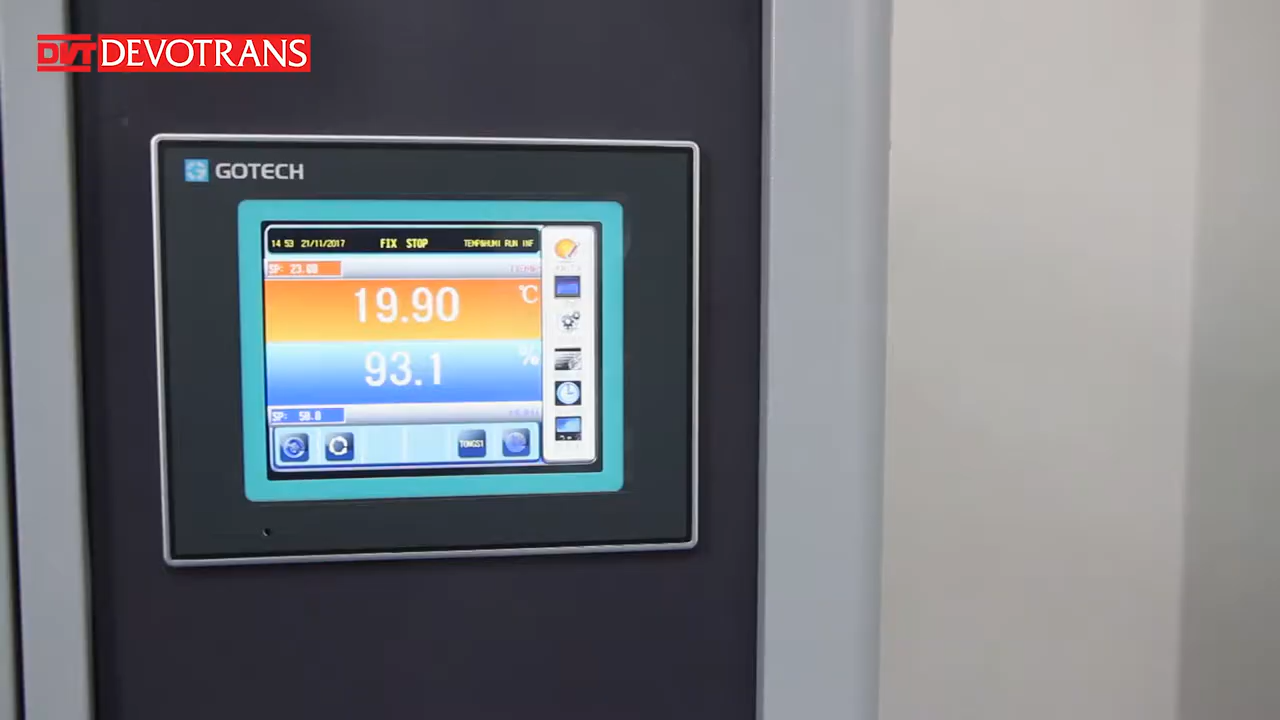 DVT DEVOTRANS
GOTECH
14 53 21/11/2017 FIX STOP TEMP&HUMI RUN INF
SP: 23.00
19.90 ℃
93.1 %
SP: 50.0
TONGS1